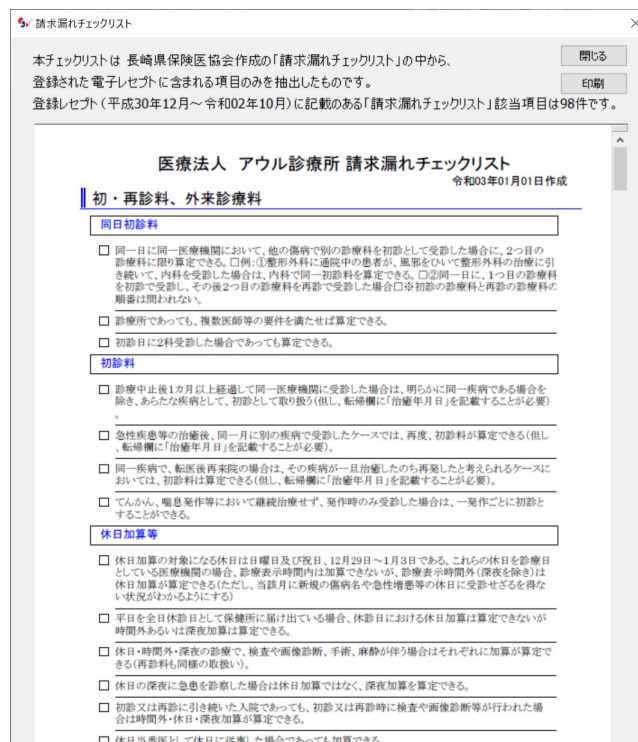 請求漏れチェックリスト
本チェックリストは 長崎県保険医協会作成の「請求漏れチェックリスト」の中から、
登録された電子レセプトに含まれる項目のみを抽出したものです。
登録レセプト(平成30年12月～令和02年10月)に記載のある「請求漏れチェックリスト」該当項目は98件です。
閉じる
印刷
医療法人 アウル診療所 請求漏れチェックリスト
令和03年01月01日作成
初・再診料、外来診療料
同日初診料
□ 同一日に同一医療機関において、他の傷病で別の診療科を初診として受診した場合に、2つ目の
診療科に限り算定できる。□例:①整形外科に通院中の患者が、風邪をひいて整形外科の治療に引
き続いて、内科を受診した場合は、内科で同一初診料を算定できる。□②同一日に、1つ目の診療科
を初診で受診し、その後2つ目の診療科を再診で受診した場合□※初診の診療科と再診の診療科の
順番は問われない。
□ 診療所であっても、複数医師等の要件を満たせば算定できる。
□ 初診日に2科受診した場合であっても算定できる。
初診料
□ 診療中止後1カ月以上経過して同一医療機関に受診した場合は、明らかに同一疾病である場合を
除き、あらたな疾病として、初診として取り扱う(但し、転帰欄に「治癒年月日」を記載することが必要)
。
□ 急性疾患等の治癒後、同一月に別の疾病で受診したケースでは、再度、初診料が算定できる(但し
、転帰欄に「治癒年月日」を記載することが必要)。
□ 同一疾病で、転医後再来院の場合は、その疾病が一旦治癒したのち再発したと考えられるケースに
おいては、初診料は算定できる(但し、転帰欄に「治癒年月日」を記載することが必要)。
□ てんかん、喘息発作等において継続治療せず、発作時のみ受診した場合は、一発作ごとに初診と
することができる。
休日加算等
□ 休日加算の対象になる休日は日曜日及び祝日、12月29日～1月3日である。これらの休日を診療日
としている医療機関の場合、診療表示時間内は加算できないが、診療表示時間外(深夜を除き)は
休日加算が算定できる(ただし、当該月に新規の傷病名や急性増悪等の休日に受診せざるを得な
い状況がわかるようにする)
□ 平日を全日休診日として保健所に届け出ている場合、休診日における休日加算は算定できないが
時間外あるいは深夜加算は算定できる。
□ 休日・時間外・深夜の診療で、検査や画像診断、手術、麻酔が伴う場合はそれぞれに加算が算定で
きる(再診料も同様の取扱い)。
□ 休日の深夜に急患を診察した場合は休日加算ではなく、深夜加算を算定できる。
□ 初診又は再診に引き続いた入院であっても、初診又は再診時に検査や画像診断等が行われた場
合は時間外・休日・深夜加算が算定できる。
□ 休日当番医として休日に従事した場合であっても加算できる